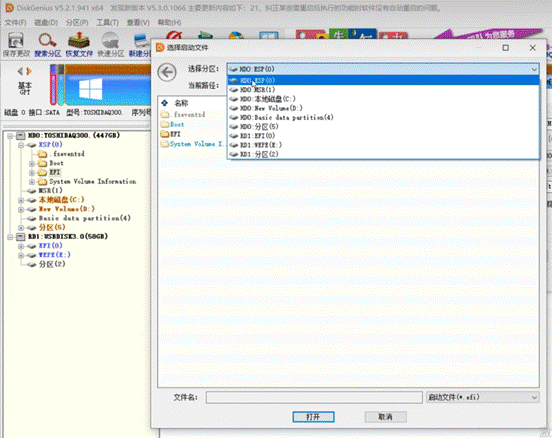 DiskGenius V5.2.1.941 x64 发现新版本 V5.3.0.1066 主要更新内容如下: 21、纠正某些需重启后执行的功能时软件没有自动重启的问题。
文件(F) 磁盘(D) 分区(P) 工具(T) 查看(V) 帮助(H)
保存更改 搜索分区 恢复文件 快速分区 新建分
基本
GPT
磁盘 0 接口:SATA 型号:TOSHIBAQ300. 序列号
HD0:TOSHIBAQ300.(447GB)
ESP(0)
.fseventsd
Boot
EFI
System Volume Information
MSR(1)
本地磁盘(C:)
New Volume(D:)
Basic data partition(4)
分区(5)
RD1:USBDISK3.0(58GB)
EFI(0)
WEPE(E:)
分区(2)
选择启动文件
选择分区: HD0:ESP(0)
当前路径:
HD0:ESP(0)
HD0:MSR(1)
HD0:本地磁盘(C:)
HD0:New Volume(D:)
HD0:Basic data partition(4)
HD0:分区(5)
RD1:EFI(0)
RD1:WEPE(E:)
RD1:分区(2)
名称
.fseventsd
Boot
EFI
System Volume I.
文件名:
启动文件(*.efi)
打开 取消